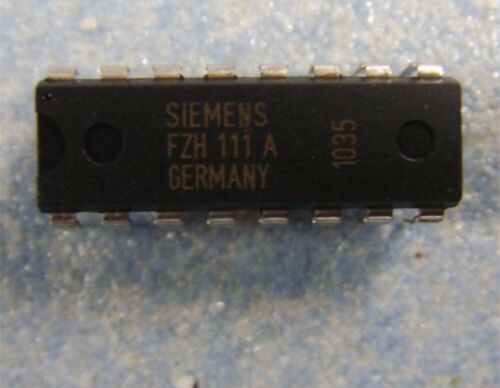 SIEMENS
FZH 111 A
GERMANY
1035